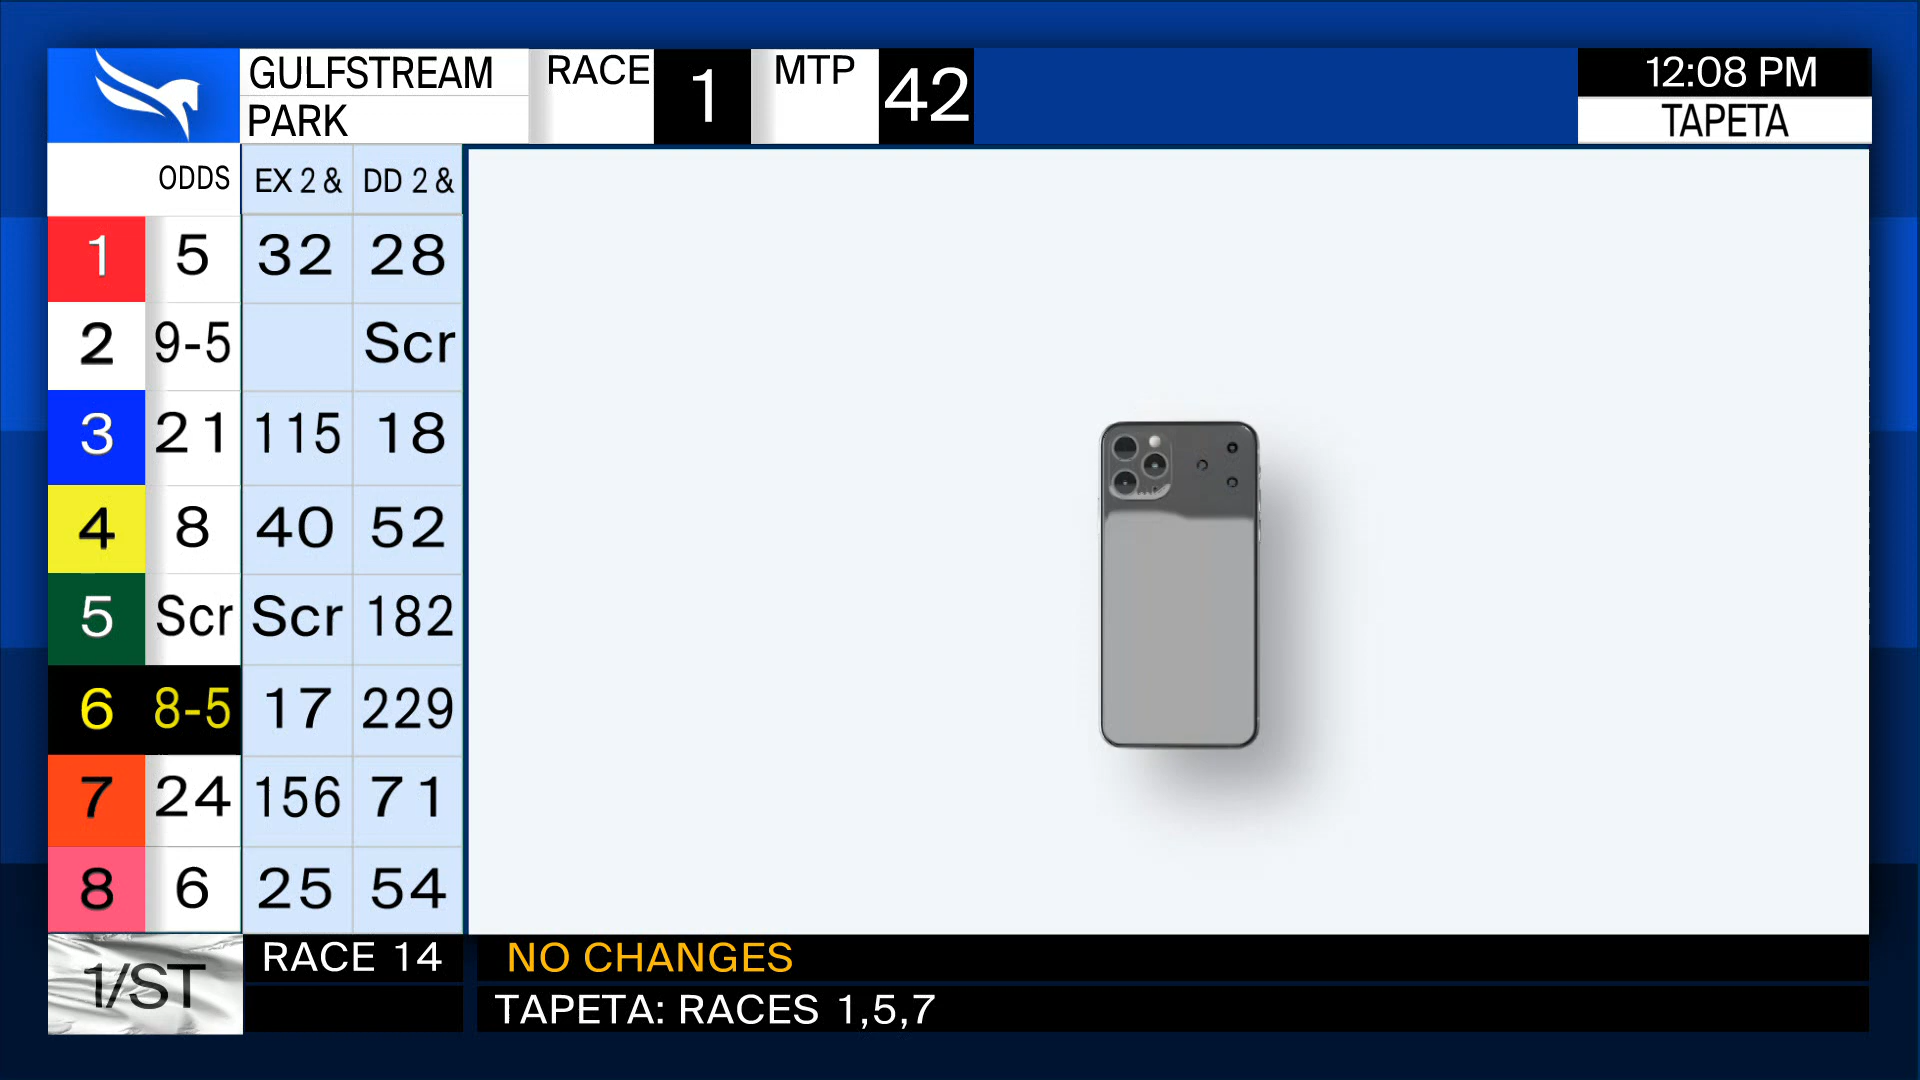 GULFSTREAM
PARK
RACE 1 MTP 42
12:08 PM
TAPETA
ODDS EX 2 & DD 2 &
1 5 32 28
2 9-5 Scr
3 21 115 18
4 8 40 52
5 Scr Scr 182
6 8-5 17 229
7 24 156 71
8 6 25 54
1/ST
RACE 14 NO CHANGES
TAPETA: RACES 1,5,7